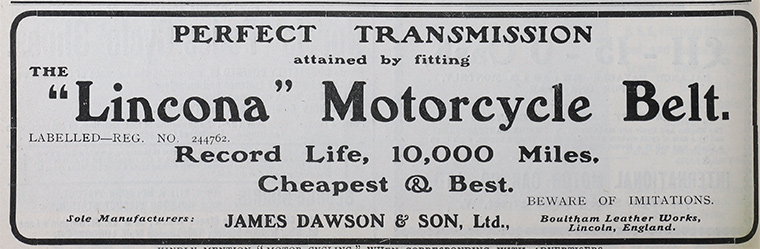 PERFECT TRANSMISSION
attained by fitting
THE
"Lincona" Motorcycle Belt.
LABELLED—REG. NO. 244762.
Record Life, 10,000 Miles.
Cheapest & Best.
BEWARE OF IMITATIONS.
Sole Manufacturers: JAMES DAWSON & SON, Ltd., Boultham Leather Works,
Lincoln, England.